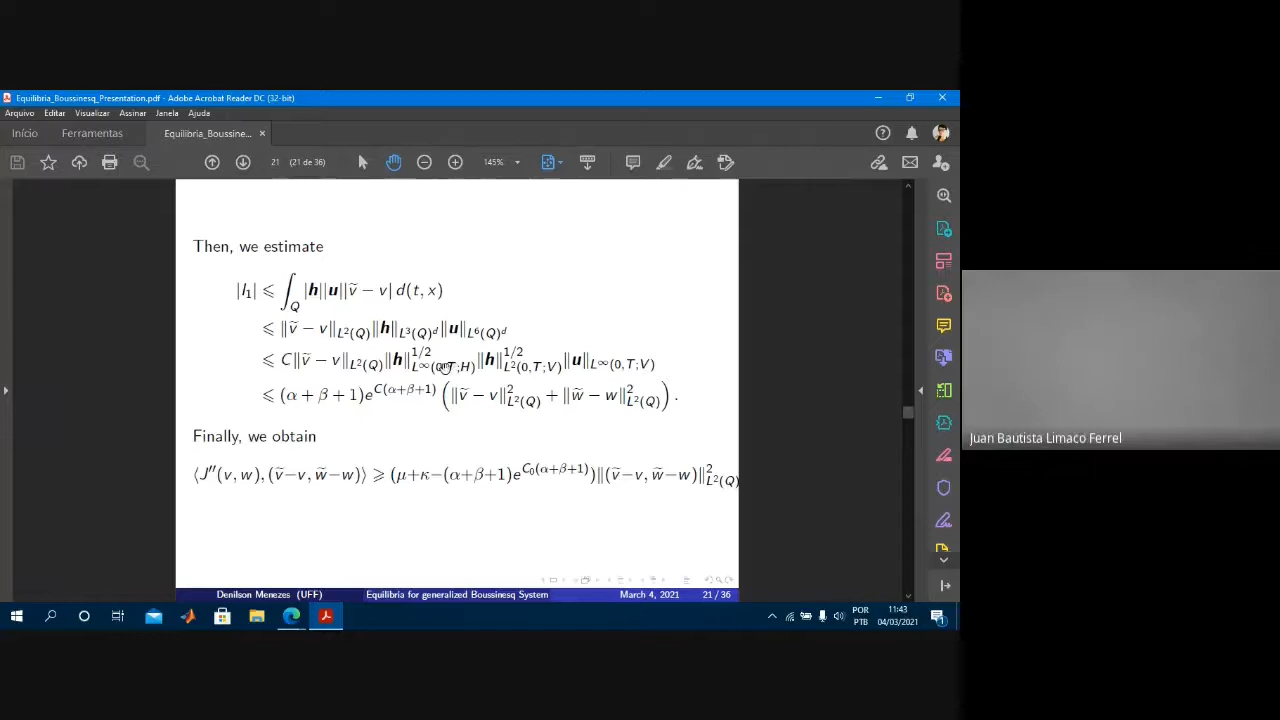 Equilibria_Boussinesq_Presentation.pdf - Adobe Acrobat Reader DC (32-bit)
Arquivo Editar Visualizar Assinar Janela Ajuda
Início Ferramentas Equilibria_Boussine... ×
21 (21 de 36) 145%
Then, we estimate
|I₁| ⩽ ∫_Q |h||u||ṽ − v| d(t, x)
⩽ ‖ṽ − v‖_{L²(Q)}‖h‖_{L³(Q)^d}‖u‖_{L⁶(Q)^d}
⩽ C‖ṽ − v‖_{L²(Q)}‖h‖^{1/2}_{L^∞(0,T;H)}‖h‖^{1/2}_{L²(0,T;V)}‖u‖_{L^∞(0,T;V)}
⩽ (α + β + 1)e^{C(α+β+1)} (‖ṽ − v‖²_{L²(Q)} + ‖w̃ − w‖²_{L²(Q)}).
Finally, we obtain
⟨J″(v, w), (ṽ−v, w̃−w)⟩ ⩾ (μ+κ−(α+β+1)e^{C₀(α+β+1)})‖(ṽ−v, w̃−w)‖²_{L²(Q)}
Denilson Menezes (UFF) Equilibria for generalized Boussinesq System March 4, 2021 21 / 36
Juan Bautista Limaco Ferrel
POR 11:43
PTB 04/03/2021
1